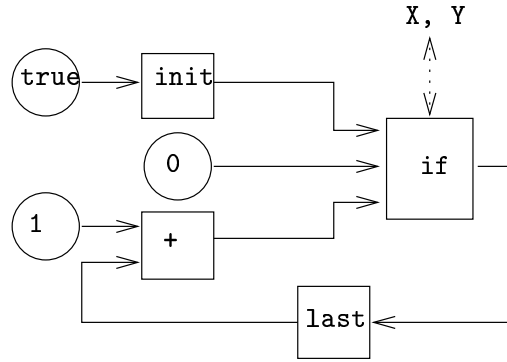 X, Y
true
init
0
if
1
+
last